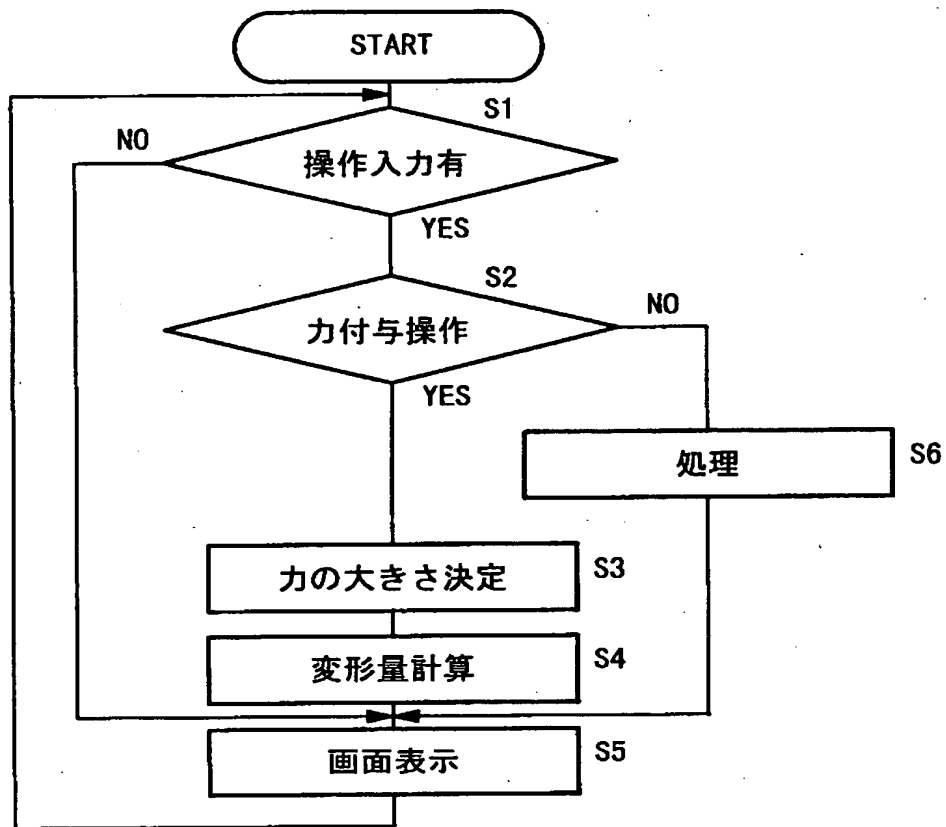 START
S1
NO
操作入力有
YES
S2
NO
力付与操作
YES
処理
S6
力の大きさ決定
S3
変形量計算
S4
画面表示
S5